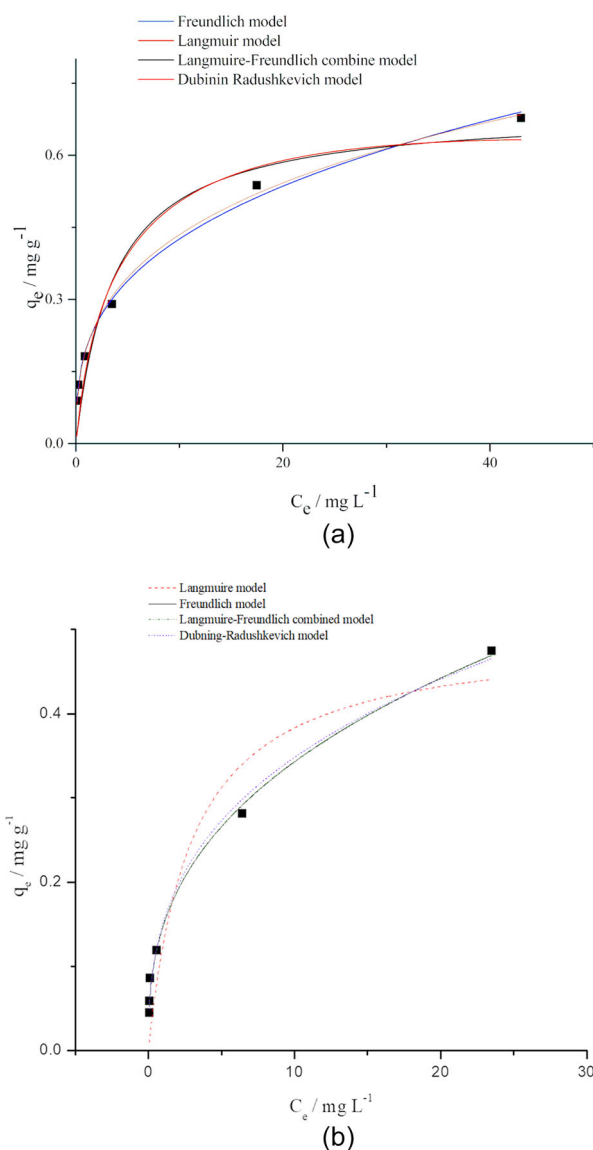 Freundlich model
Langmuir model
Langmuire-Freundlich combine model
Dubinin Radushkevich model
0.6
0.3
0.0
qe / mg g-1
0
20
40
Ce / mg L-1
(a)
Langmuire model
Freundlich model
Langmuire-Freundlich combined model
Dubning-Radushkevich model
0.4
0.2
0.0
qe / mg g-1
0
10
20
30
Ce / mg L-1
(b)